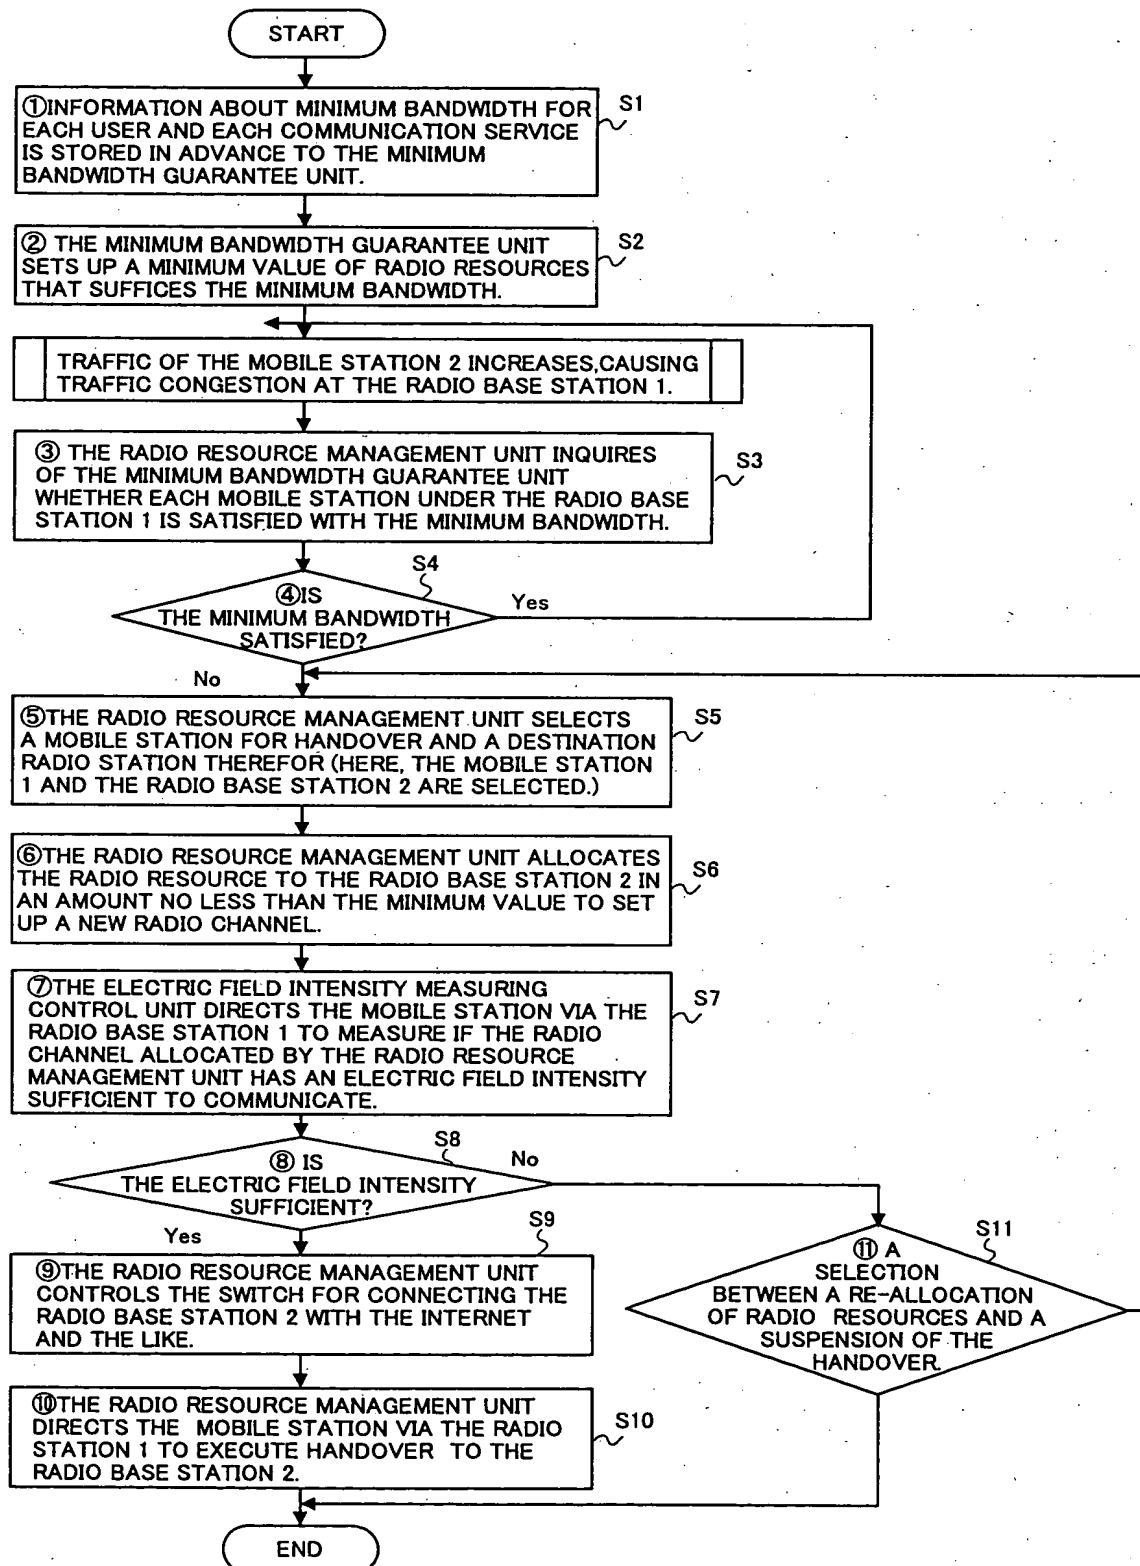 START
①INFORMATION ABOUT MINIMUM BANDWIDTH FOR
EACH USER AND EACH COMMUNICATION SERVICE
IS STORED IN ADVANCE TO THE MINIMUM
BANDWIDTH GUARANTEE UNIT.
S1
② THE MINIMUM BANDWIDTH GUARANTEE UNIT
SETS UP A MINIMUM VALUE OF RADIO RESOURCES
THAT SUFFICES THE MINIMUM BANDWIDTH.
S2
TRAFFIC OF THE MOBILE STATION 2 INCREASES,CAUSING
TRAFFIC CONGESTION AT THE RADIO BASE STATION 1.
③ THE RADIO RESOURCE MANAGEMENT UNIT INQUIRES
OF THE MINIMUM BANDWIDTH GUARANTEE UNIT
WHETHER EACH MOBILE STATION UNDER THE RADIO BASE
STATION 1 IS SATISFIED WITH THE MINIMUM BANDWIDTH.
S3
S4
④IS
THE MINIMUM BANDWIDTH
SATISFIED?
Yes
No
⑤THE RADIO RESOURCE MANAGEMENT UNIT SELECTS
A MOBILE STATION FOR HANDOVER AND A DESTINATION
RADIO STATION THEREFOR (HERE, THE MOBILE STATION
1 AND THE RADIO BASE STATION 2 ARE SELECTED.)
S5
⑥THE RADIO RESOURCE MANAGEMENT UNIT ALLOCATES
THE RADIO RESOURCE TO THE RADIO BASE STATION 2 IN
AN AMOUNT NO LESS THAN THE MINIMUM VALUE TO SET
UP A NEW RADIO CHANNEL.
S6
⑦THE ELECTRIC FIELD INTENSITY MEASURING
CONTROL UNIT DIRECTS THE MOBILE STATION VIA THE
RADIO BASE STATION 1 TO MEASURE IF THE RADIO
CHANNEL ALLOCATED BY THE RADIO RESOURCE
MANAGEMENT UNIT HAS AN ELECTRIC FIELD INTENSITY
SUFFICIENT TO COMMUNICATE.
S7
S8
⑧ IS
THE ELECTRIC FIELD INTENSITY
SUFFICIENT?
No
Yes
S9
⑨THE RADIO RESOURCE MANAGEMENT UNIT
CONTROLS THE SWITCH FOR CONNECTING THE
RADIO BASE STATION 2 WITH THE INTERNET
AND THE LIKE.
S11
⑪ A
SELECTION
BETWEEN A RE-ALLOCATION
OF RADIO RESOURCES AND A
SUSPENSION OF THE
HANDOVER.
⑩THE RADIO RESOURCE MANAGEMENT UNIT
DIRECTS THE MOBILE STATION VIA THE RADIO
STATION 1 TO EXECUTE HANDOVER TO THE
RADIO BASE STATION 2.
S10
END